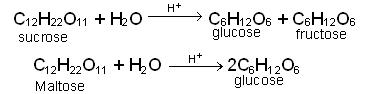 C₁₂H₂₂O₁₁ + H₂O ⟶ C₆H₁₂O₆ + C₆H₁₂O₆
H⁺
sucrose glucose fructose
C₁₂H₂₂O₁₁ + H₂O ⟶ 2C₆H₁₂O₆
H⁺
Maltose glucose